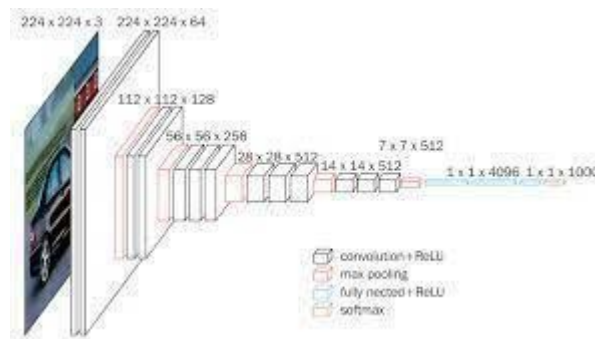 224 x 224 x 3
224 x 224 x 64
112 x 112 x 128
56 x 56 x 256
28 x 28 x 512
14 x 14 x 512
7 x 7 x 512
1 x 1 x 4096
1 x 1 x 1000
convolution+ReLU
max pooling
fully nected+ReLU
softmax